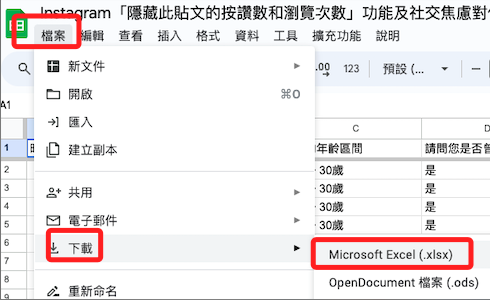 Instagram「隱藏此貼文的按讚數和瀏覽次數」功能及社交焦慮對
檔案 編輯 查看 插入 格式 資料 工具 擴充功能 說明
.00 123 預設 (...
A1
新文件
開啟 ⌘O
匯入
建立副本
共用
電子郵件
下載
重新命名
Microsoft Excel (.xlsx)
OpenDocument 檔案 (.ods)
C D
1 年齡區間 請問您是否曾
2 30歲 是
3 30歲 是
4 30歲 是
5 30歲 是
6
7
8
9